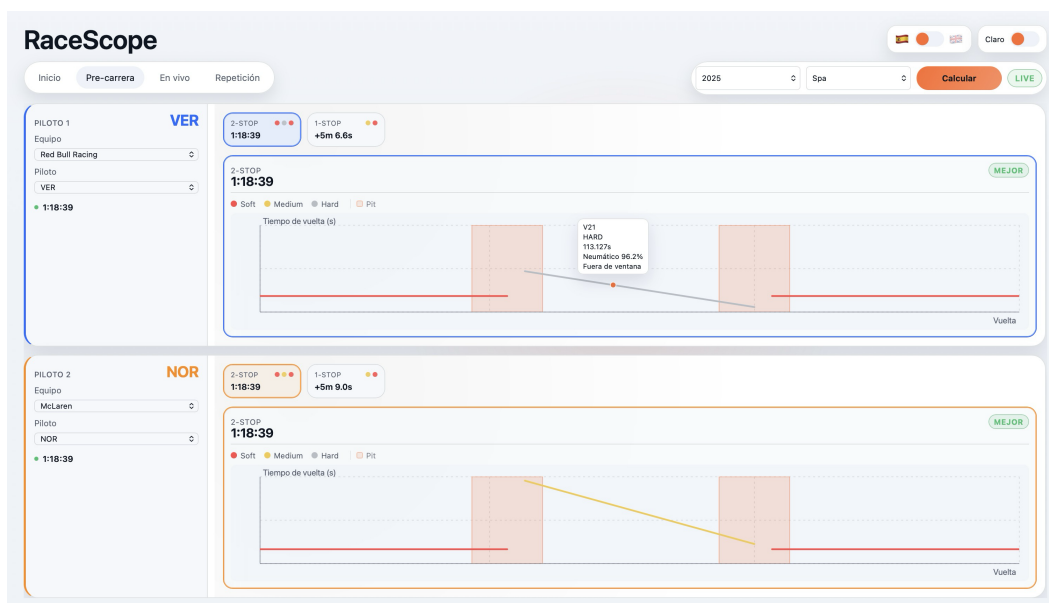 RaceScope
Claro
Inicio Pre-carrera En vivo Repetición
2025 Spa Calcular LIVE
PILOTO 1 VER
Equipo
Red Bull Racing
Piloto
VER
1:18:39
2-STOP
1:18:39
1-STOP
+5m 6.6s
2-STOP
1:18:39
MEJOR
Soft Medium Hard Pit
Tiempo de vuelta (s)
V21
HARD
113.127s
Neumático 96.2%
Fuera de ventana
Vuelta
PILOTO 2 NOR
Equipo
McLaren
Piloto
NOR
1:18:39
2-STOP
1:18:39
1-STOP
+5m 9.0s
2-STOP
1:18:39
MEJOR
Soft Medium Hard Pit
Tiempo de vuelta (s)
Vuelta